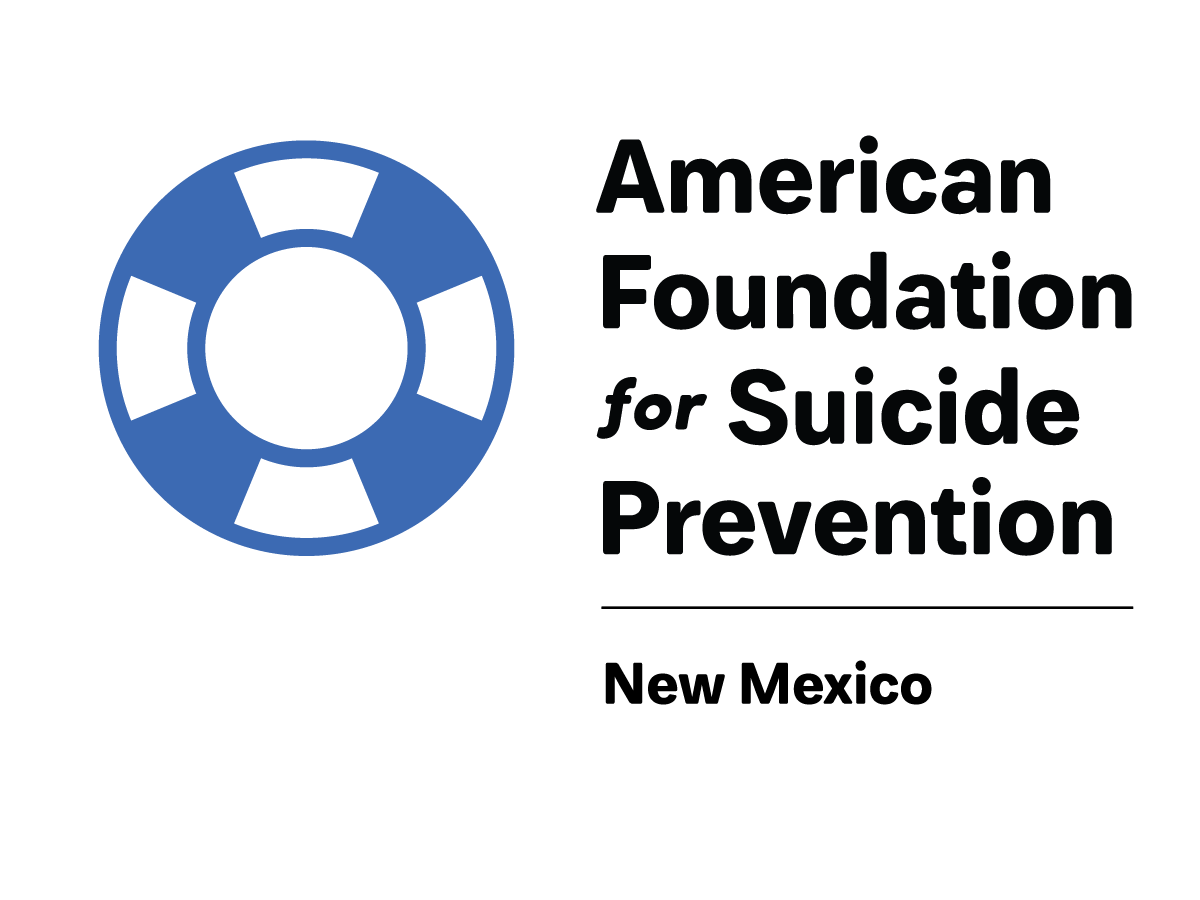 American
Foundation
for Suicide
Prevention
New Mexico